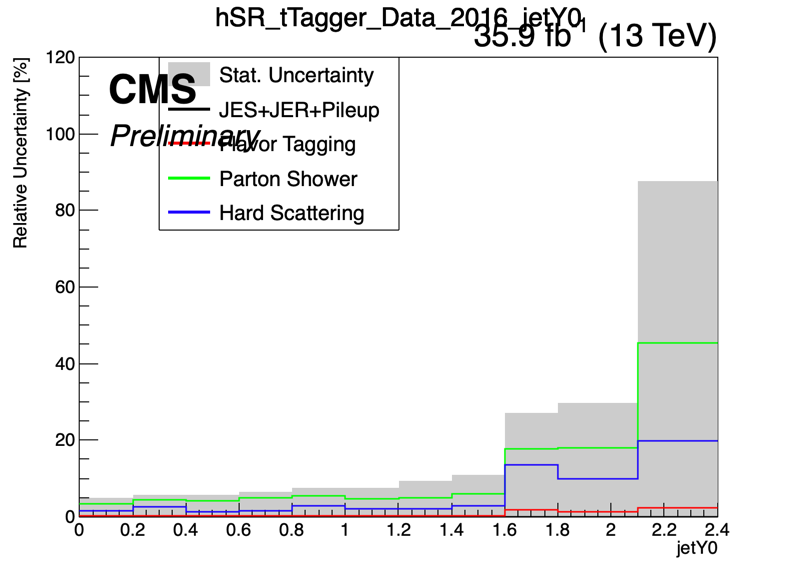 hSR_tTagger_Data_2016_jetY0
35.9 fb-1 (13 TeV)
Relative Uncertainty [%]
CMS
Preliminary
Stat. Uncertainty
JES+JER+Pileup
Flavor Tagging
Parton Shower
Hard Scattering
120
100
80
60
40
20
0
0 0.2 0.4 0.6 0.8 1 1.2 1.4 1.6 1.8 2 2.2 2.4
jetY0